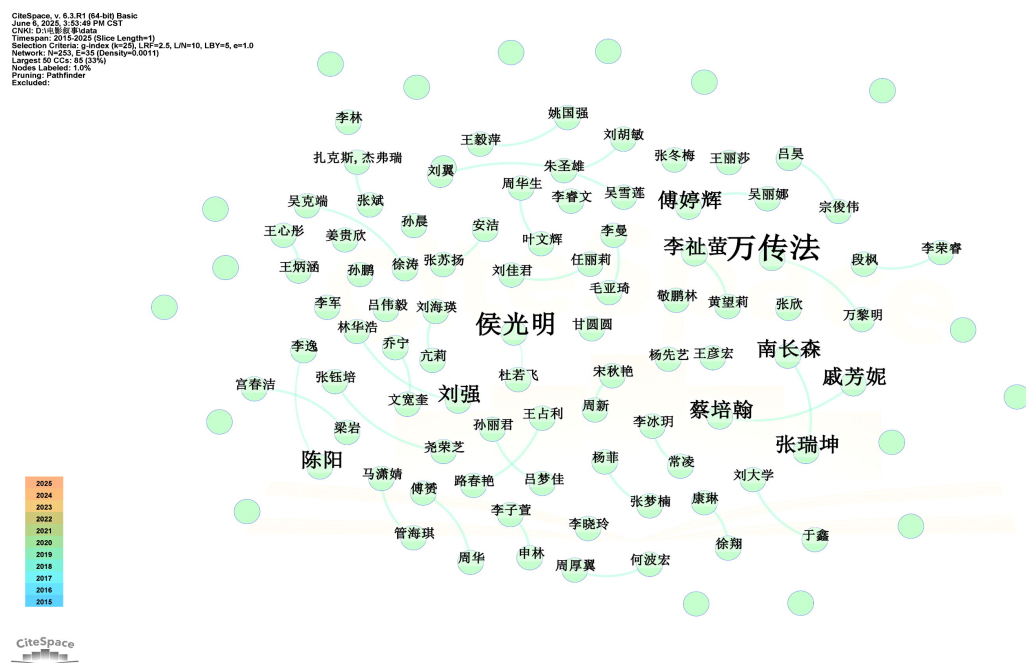 CiteSpace, v. 6.3.R1 (64-bit) Basic
June 6, 2025, 3:53:49 PM CST
CNKI: D:\电影叙事\data
Timespan: 2015-2025 (Slice Length=1)
Selection Criteria: g-index (k=25), LRF=2.5, L/N=10, LBY=5, e=1.0
Network: N=253, E=35 (Density=0.0011)
Largest 50 CCs: 85 (33%)
Nodes Labeled: 1.0%
Pruning: Pathfinder
Excluded:
姚国强
李林
刘胡敏
王毅萍
张冬梅
王丽莎
吕昊
扎克斯, 杰弗瑞
刘翼
朱圣雄
周华生
李睿文
吴雪莲
傅婷辉
吴丽娜
吴克端
张斌
宗俊伟
孙晨
安洁
王心彤
姜贵欣
叶文辉
李曼
李祉萤
万传法
李荣睿
段枫
王炳涵
孙鹏
徐涛
张苏扬
刘佳君
任丽莉
毛亚琦
敬鹏林
黄望莉
张欣
李军
吕伟毅
刘海瑛
万黎明
林华浩
侯光明
甘圆圆
李逸
乔宁
亢莉
杨先艺
王彦宏
南长森
张钰培
杜若飞
宋秋艳
戚芳妮
宫春洁
文宽奎
刘强
周新
蔡培翰
梁岩
孙丽君
王占利
李冰玥
张瑞坤
陈阳
尧荣芝
杨菲
常凌
马潇婧
傅赟
路春艳
吕梦佳
刘大学
2025
2024
2023
2022
2021
2020
2019
2018
2017
2016
2015
李子萱
张梦楠
康琳
管海琪
李晓玲
于鑫
周华
申林
周厚翼
何波宏
徐翔
CiteSpace